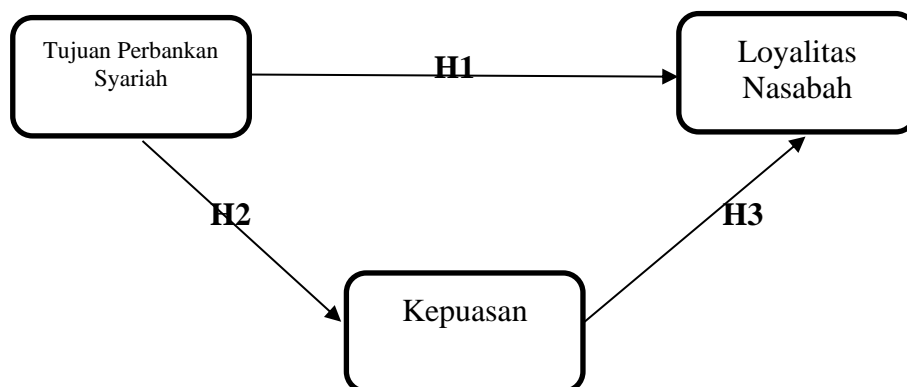 Tujuan Perbankan
Syariah
H1
Loyalitas
Nasabah
H2
H3
Kepuasan